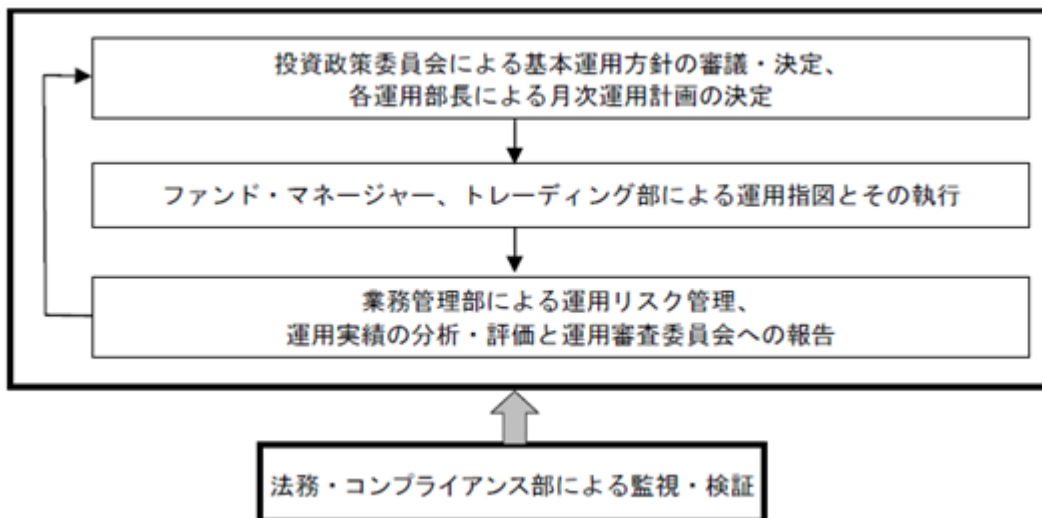 投資政策委員会による基本運用方針の審議・決定、
各運用部長による月次運用計画の決定
ファンド・マネージャー、トレーディング部による運用指図とその執行
業務管理部による運用リスク管理、
運用実績の分析・評価と運用審査委員会への報告
法務・コンプライアンス部による監視・検証